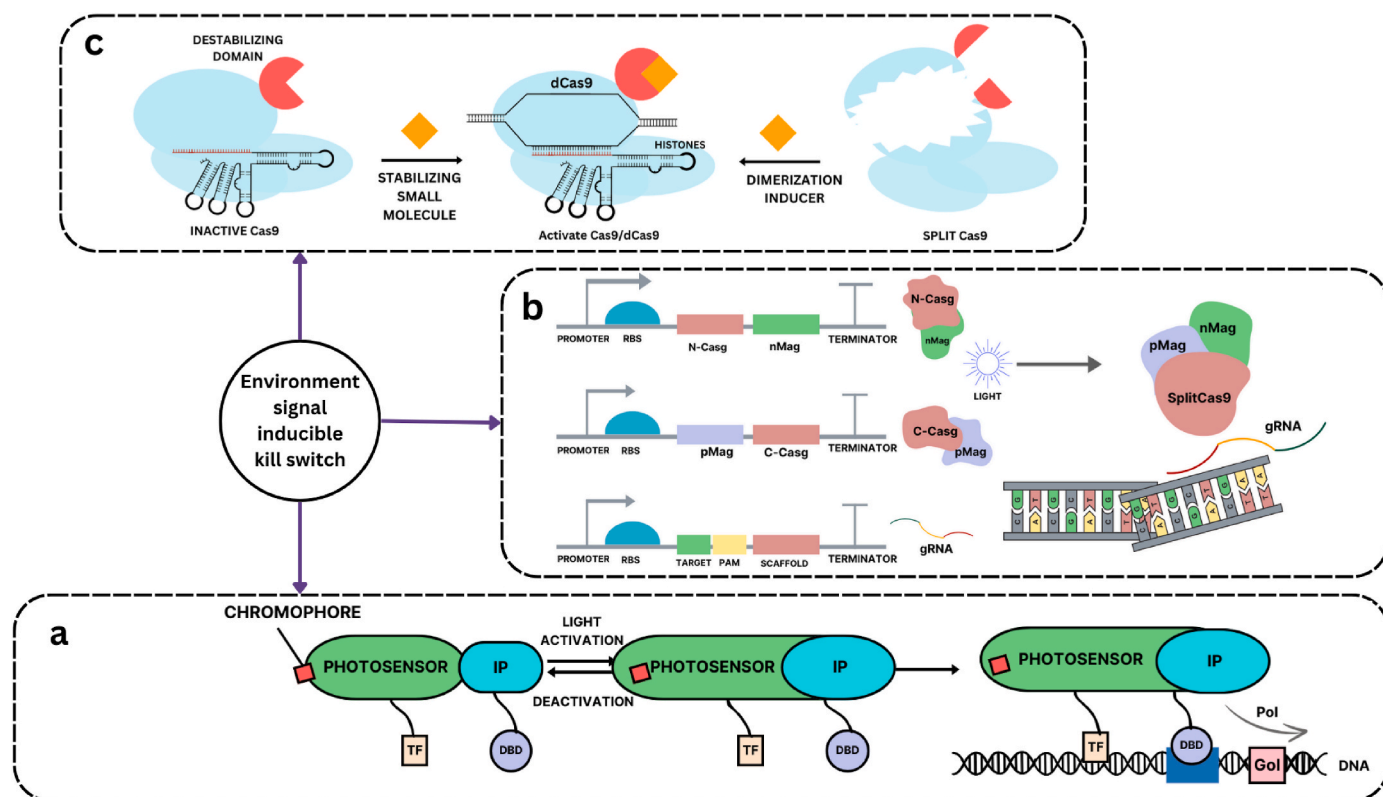 c
DESTABILIZING
DOMAIN
INACTIVE Cas9
STABILIZING
SMALL
MOLECULE
dCas9
HISTONES
Activate Cas9/dCas9
DIMERIZATION
INDUCER
SPLIT Cas9
Environment
signal
inducible
kill switch
b
PROMOTER RBS N-Casg nMag TERMINATOR
N-Casg
nMag
LIGHT
pMag nMag
SplitCas9
PROMOTER RBS pMag C-Casg TERMINATOR
C-Casg
pMag
gRNA
PROMOTER RBS TARGET PAM SCAFFOLD TERMINATOR
gRNA
a
CHROMOPHORE
PHOTOSENSOR IP
TF DBD
LIGHT
ACTIVATION
DEACTIVATION
PHOTOSENSOR IP
TF DBD
PHOTOSENSOR IP
TF DBD
Pol
GoI
DNA